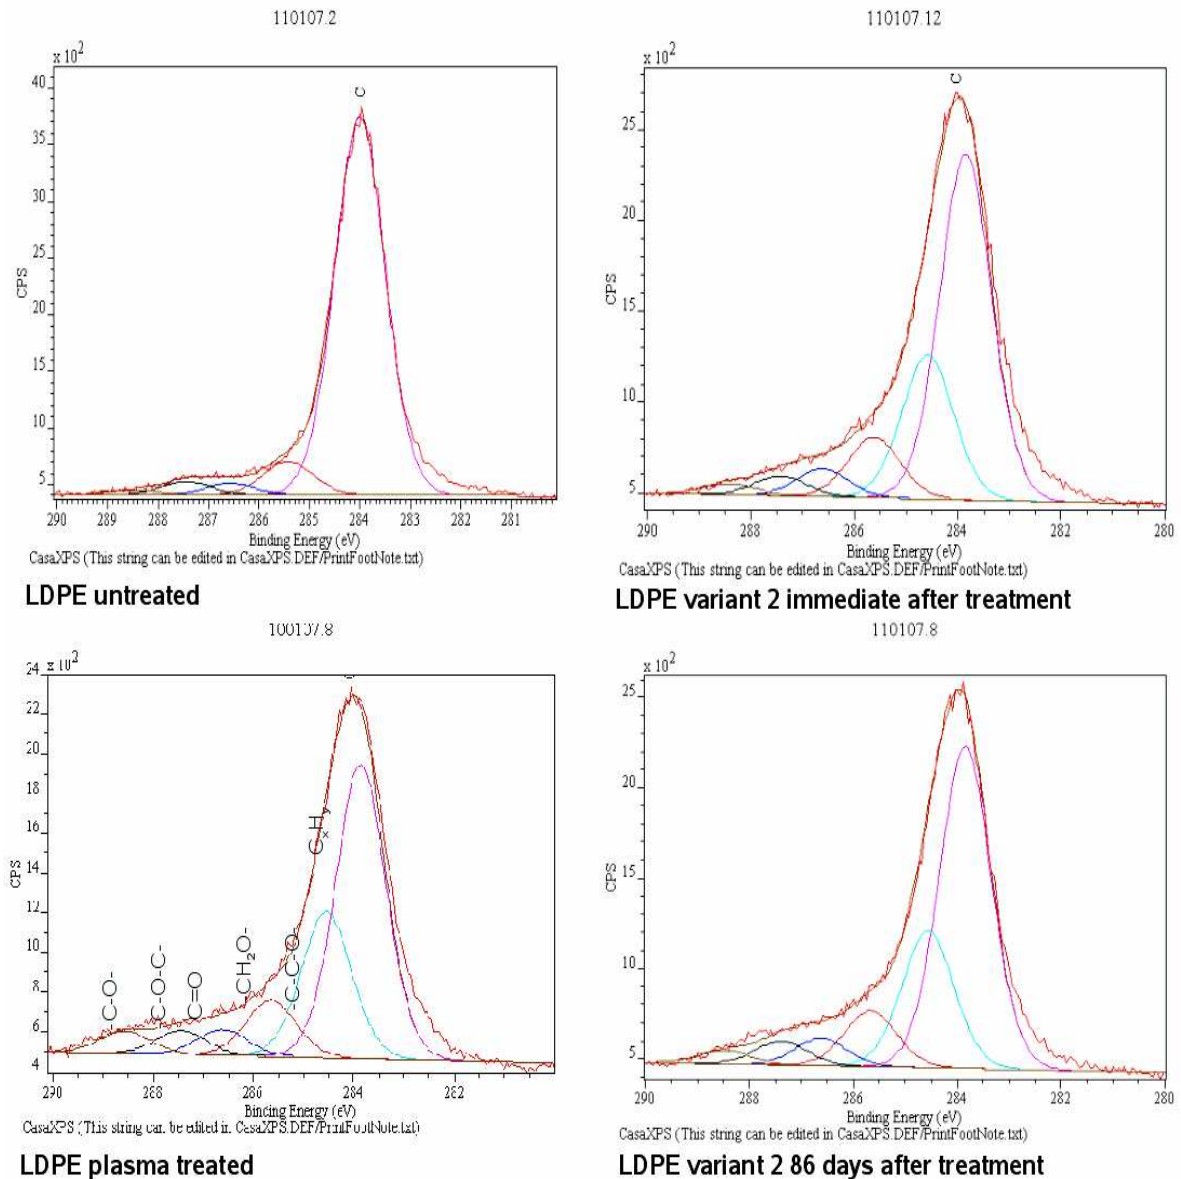 110107.2
x 10²
40
35
30
25
20
15
10
5
CPS
C
290 289 288 287 286 285 284 283 282 281
Binding Energy (eV)
CasaXPS (This string can be edited in CasaXPS.DEF/PrintFootNote.txt)
LDPE untreated
110107.12
x 10²
25
20
15
10
5
CPS
C
290 288 286 284 282 280
Binding Energy (eV)
CasaXPS (This string can be edited in CasaXPS.DEF/PrintFootNote.txt)
LDPE variant 2 immediate after treatment
100107.8
24 x 10²
22
20
18
16
14
12
10
8
6
4
CPS
C-O-
C-O-C-
C=O
CH₂O-
-C-C-O-
CₓHᵧ
290 288 286 284 282
Binding Energy (eV)
CasaXPS (This string can be edited in CasaXPS.DEF/PrintFootNote.txt)
LDPE plasma treated
110107.8
x 10²
25
20
15
10
5
CPS
290 288 286 284 282 280
Binding Energy (eV)
CasaXPS (This string can be edited in CasaXPS.DEF/PrintFootNote.txt)
LDPE variant 2 86 days after treatment